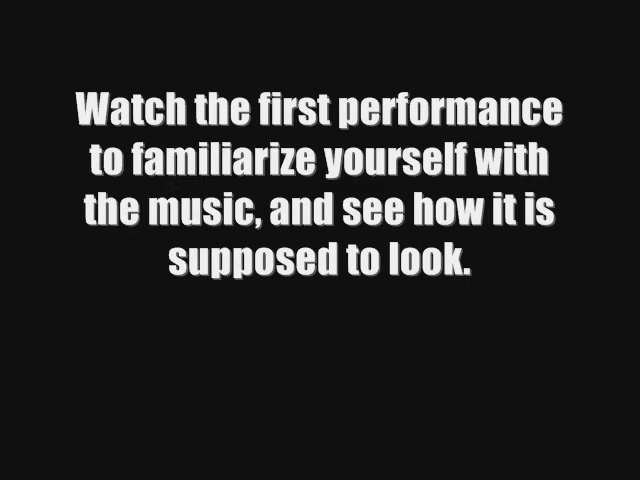 Watch the first performance
to familiarize yourself with
the music, and see how it is
supposed to look.